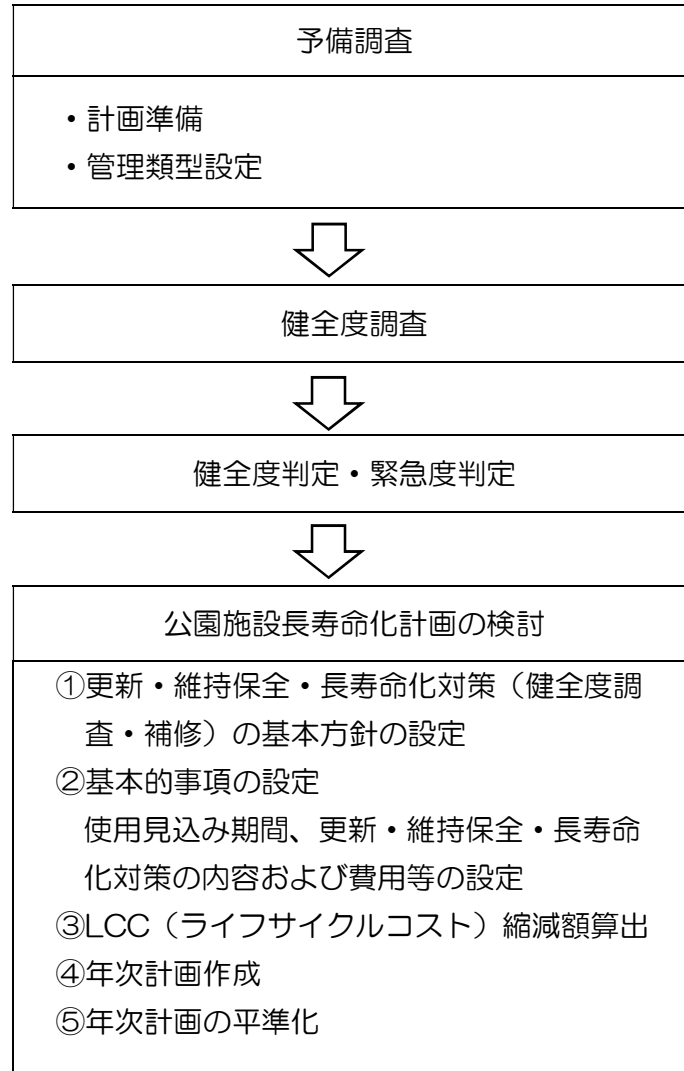 予備調査
・計画準備
・管理類型設定
健全度調査
健全度判定・緊急度判定
公園施設長寿命化計画の検討
①更新・維持保全・長寿命化対策（健全度調
査・補修）の基本方針の設定
②基本的事項の設定
使用見込み期間、更新・維持保全・長寿命
化対策の内容および費用等の設定
③LCC（ライフサイクルコスト）縮減額算出
④年次計画作成
⑤年次計画の平準化